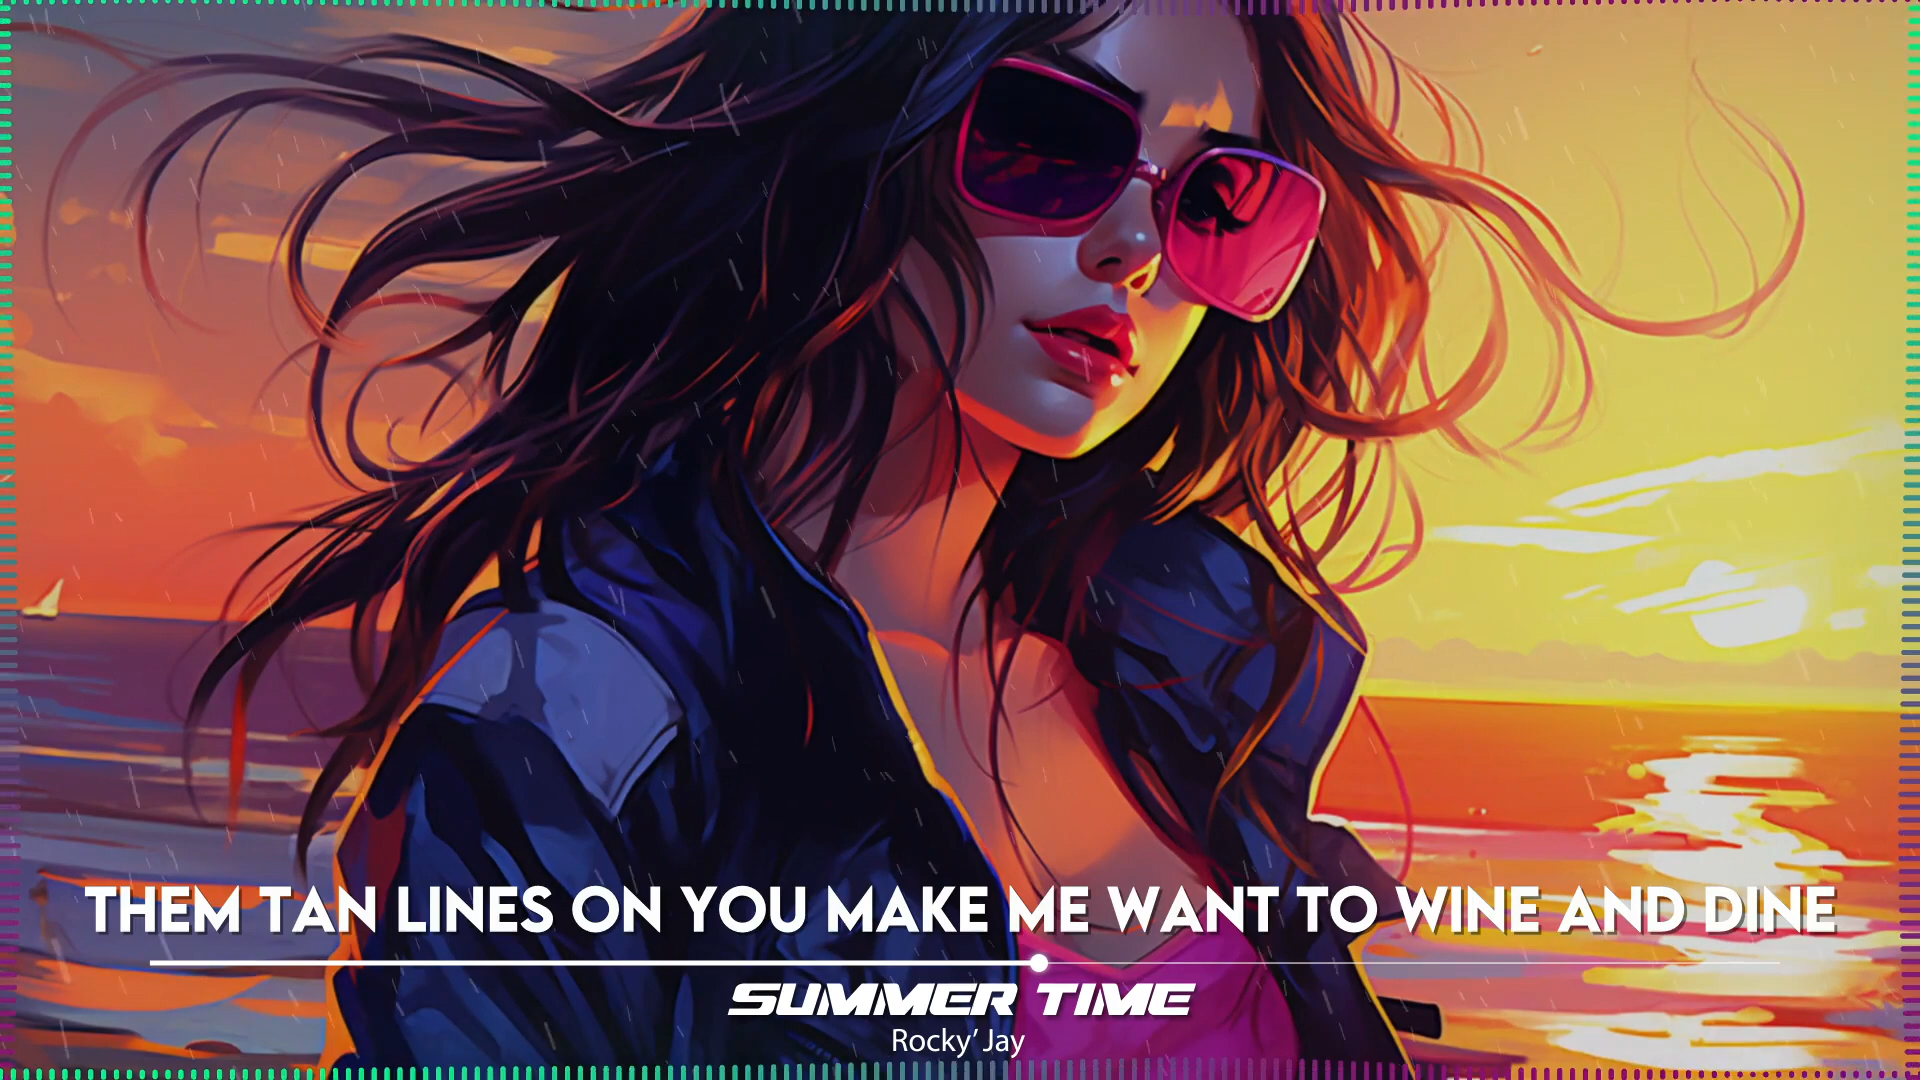 THEM TAN LINES ON YOU MAKE ME WANT TO WINE AND DINE
SUMMER TIME
Rocky' Jay